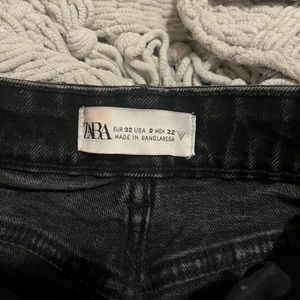 ZARA
EUR 32 USA 0 MEX 22
MADE IN BANGLADESH